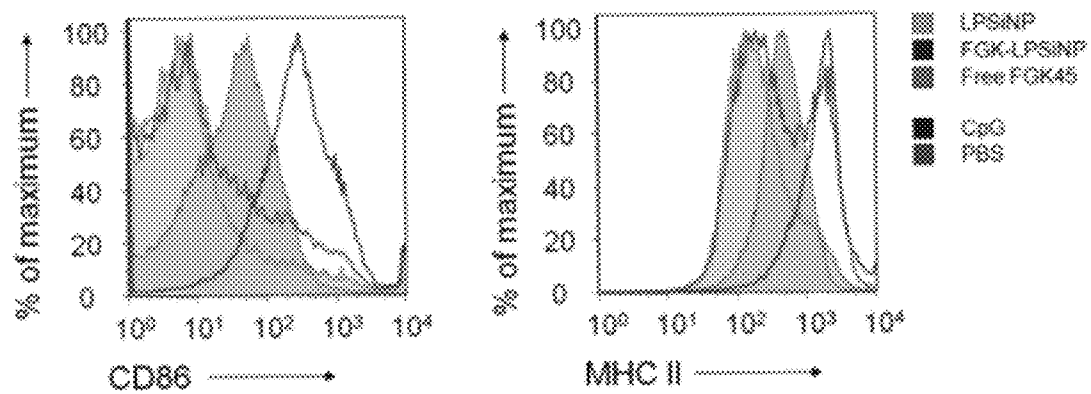 % of maximum
100
80
60
40
20
0
10⁰ 10¹ 10² 10³ 10⁴
CD86
% of maximum
100
80
60
40
20
0
10⁰ 10¹ 10² 10³ 10⁴
MHC II
LPSiNP
FGK-LPSiNP
Free FGK45
CpG
PBS